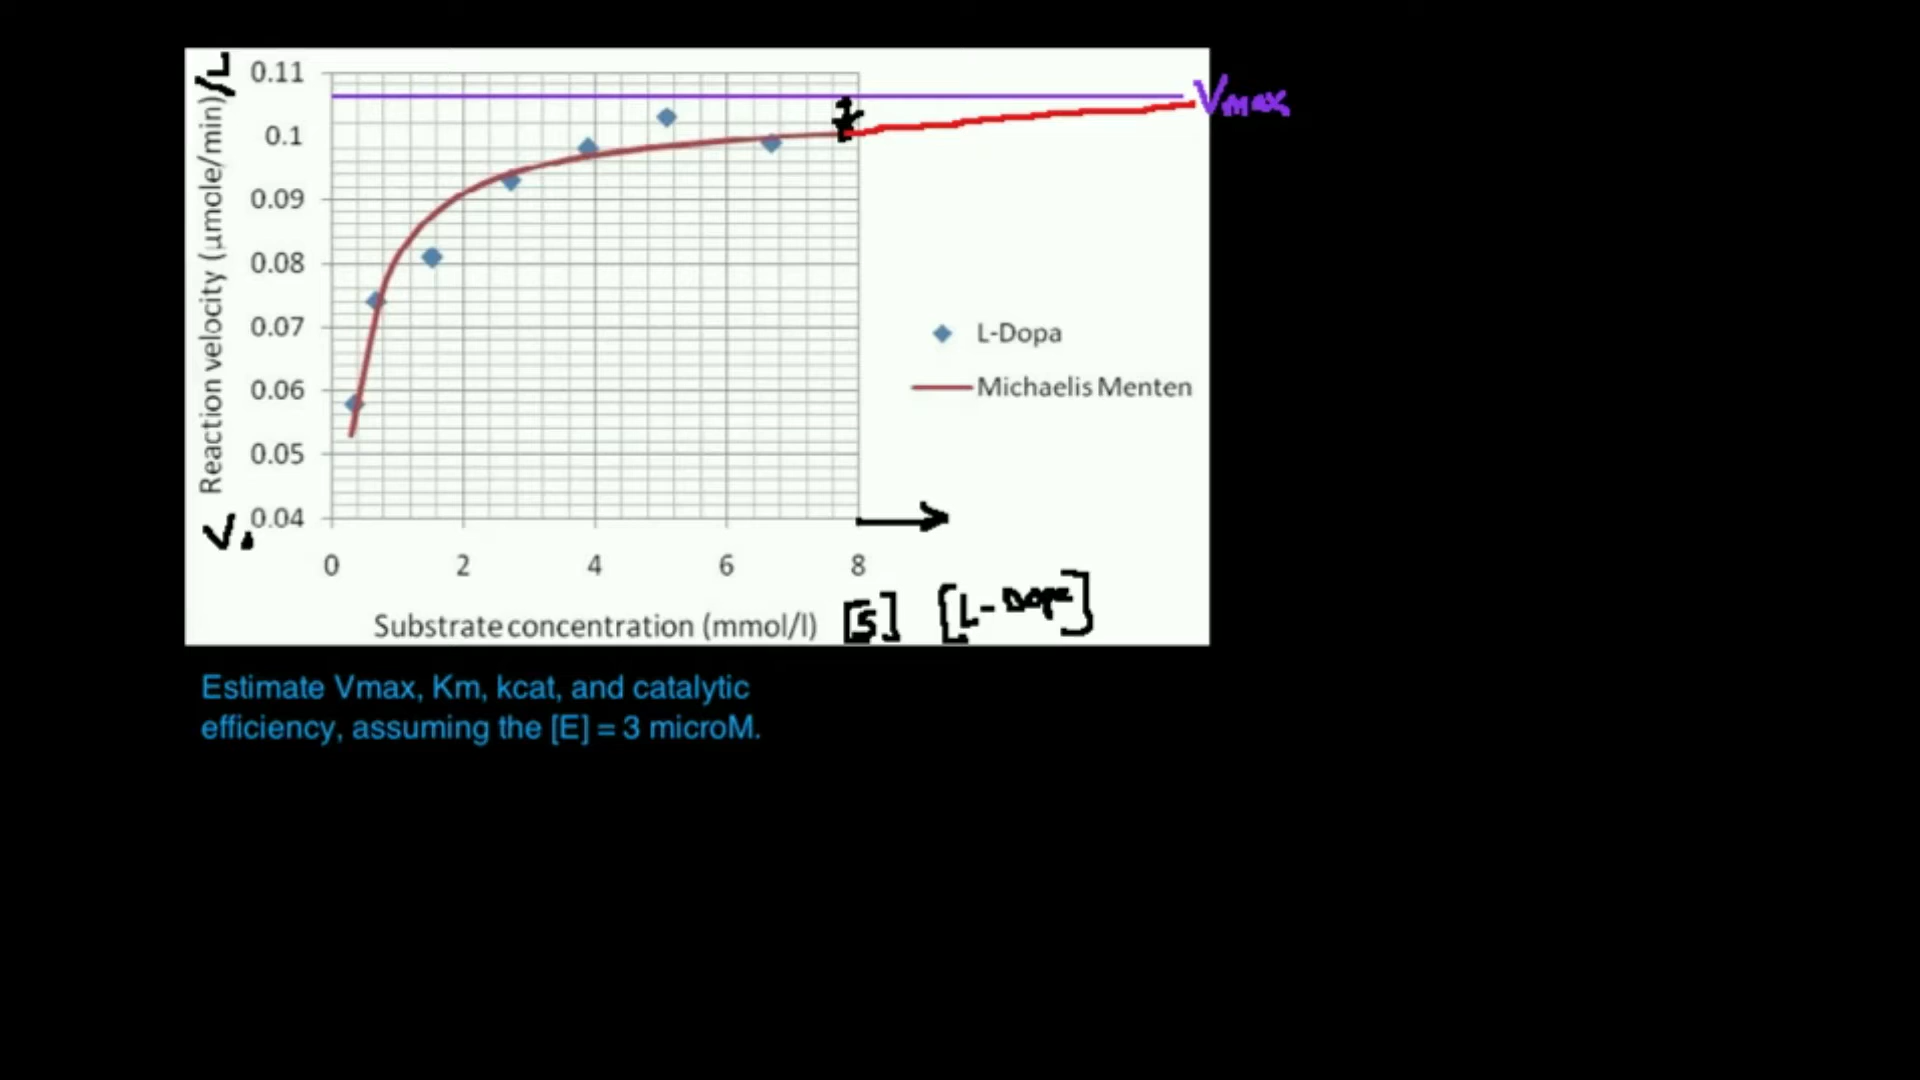 Reaction velocity (µmole/min)/L
0.11
0.1
0.09
0.08
0.07
0.06
0.05
0.04
0 2 4 6 8
Substrate concentration (mmol/l) [S] [L-Dopa]
Vmax
L-Dopa
Michaelis Menten
Estimate Vmax, Km, kcat, and catalytic
efficiency, assuming the [E] = 3 microM.